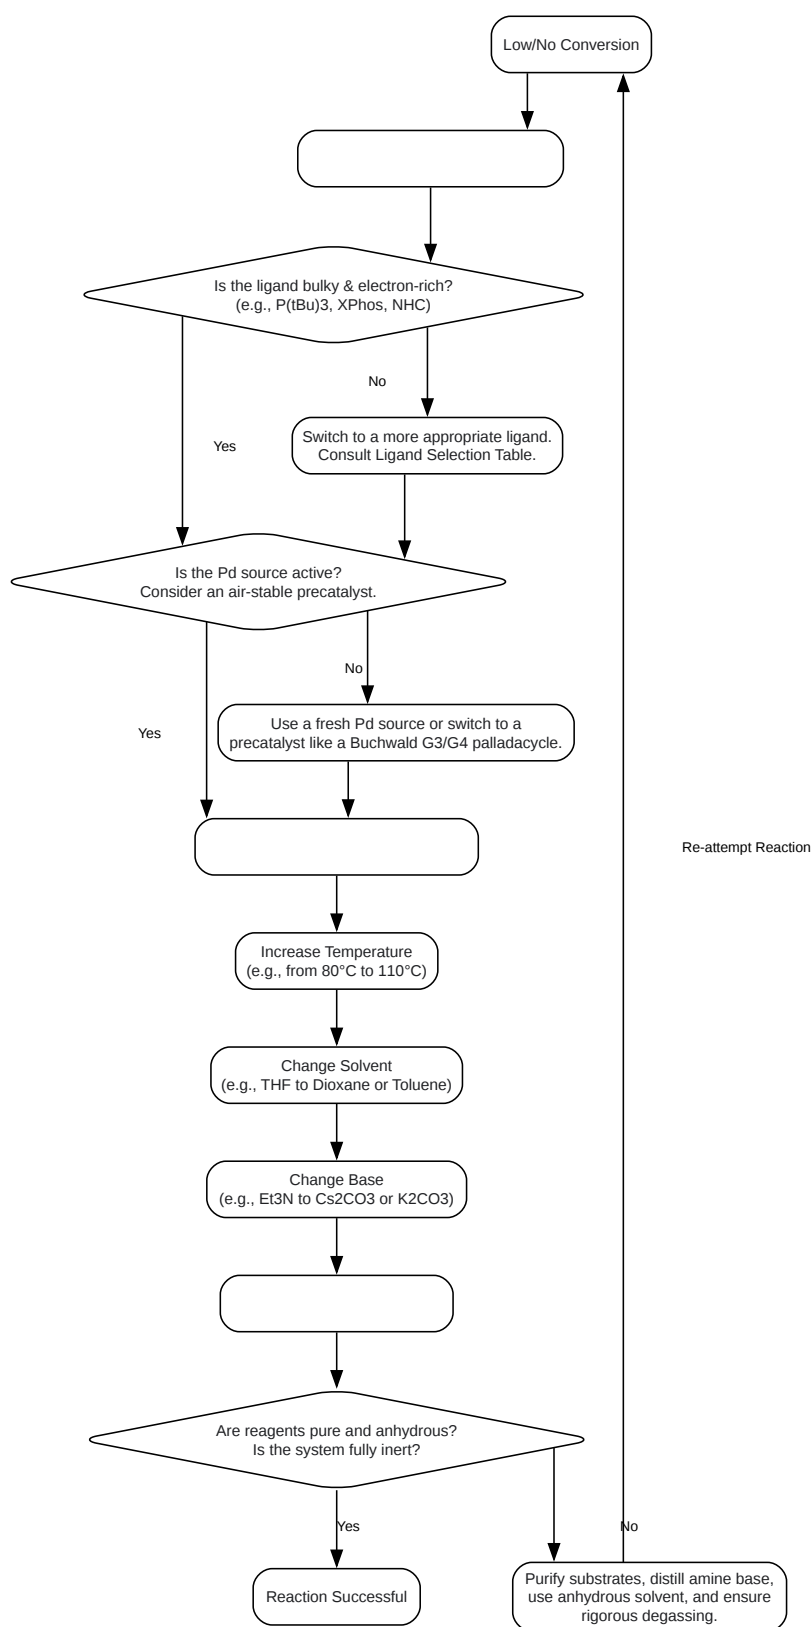 Low/No Conversion
Is the ligand bulky & electron-rich?
(e.g., P(tBu)3, XPhos, NHC)
No
Yes
Switch to a more appropriate ligand.
Consult Ligand Selection Table.
Is the Pd source active?
Consider an air-stable precatalyst.
No
Yes
Use a fresh Pd source or switch to a
precatalyst like a Buchwald G3/G4 palladacycle.
Re-attempt Reaction
Increase Temperature
(e.g., from 80°C to 110°C)
Change Solvent
(e.g., THF to Dioxane or Toluene)
Change Base
(e.g., Et3N to Cs2CO3 or K2CO3)
Are reagents pure and anhydrous?
Is the system fully inert?
Yes
No
Reaction Successful
Purify substrates, distill amine base,
use anhydrous solvent, and ensure
rigorous degassing.